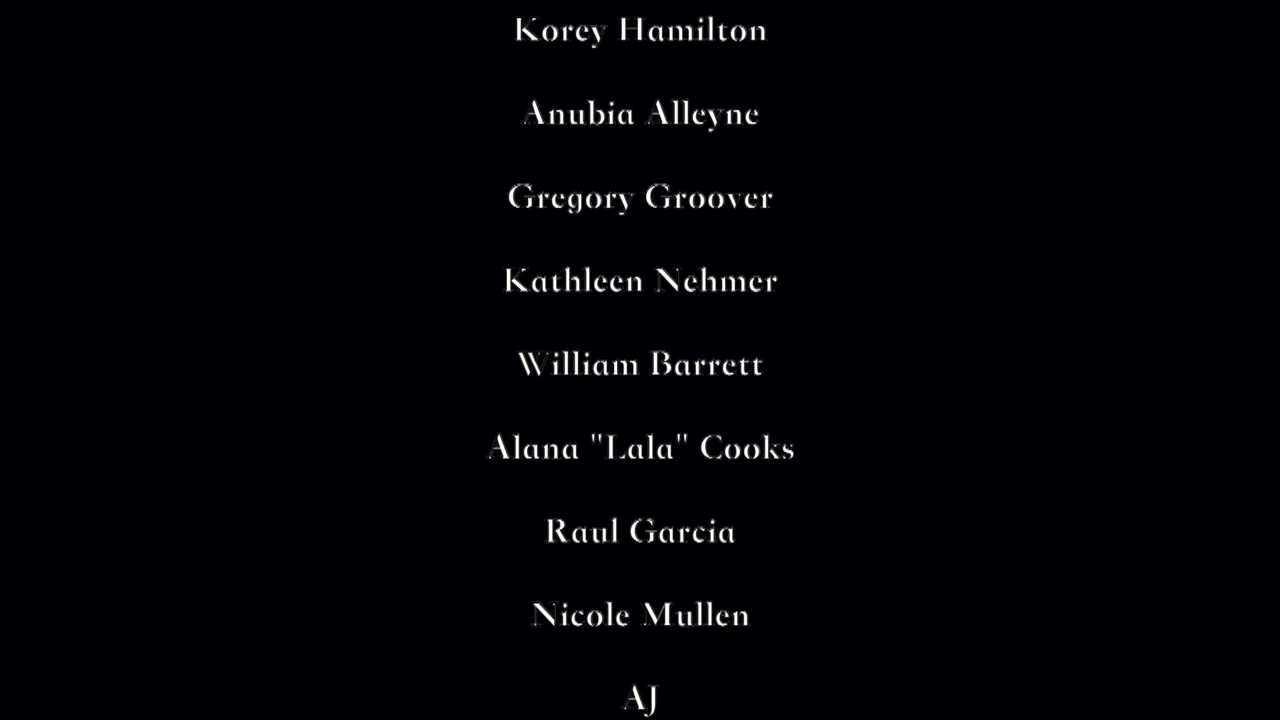 Korey Hamilton
Anubia Alleyne
Gregory Groover
Kathleen Nehmer
William Barrett
Alana "Lala" Cooks
Raul Garcia
Nicole Mullen
AJ